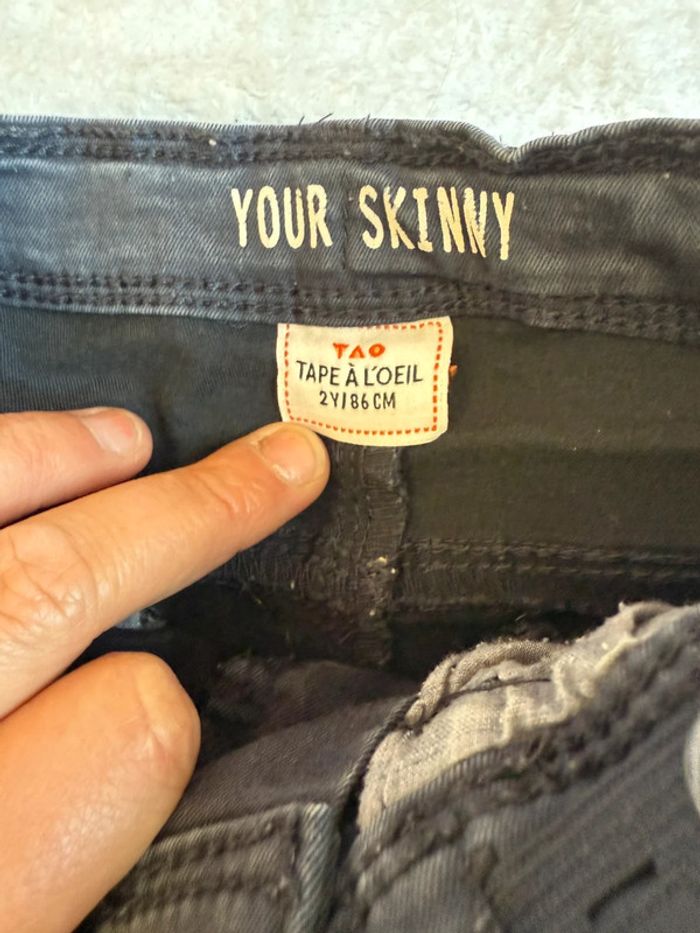 YOUR SKINNY
TAO
TAPE À L'OEIL
2Y/86CM